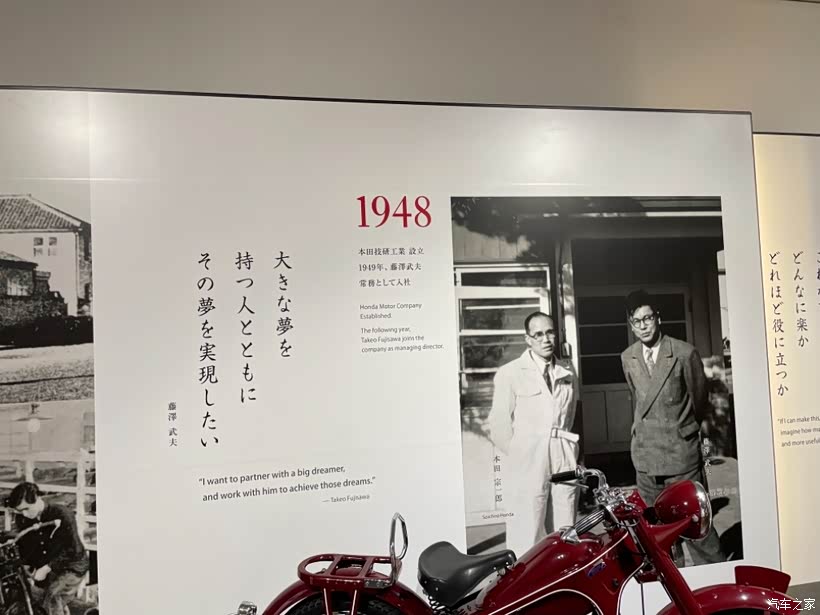 1948
本田技研工業 設立
1949年、藤澤武夫
常務として入社
Honda Motor Company
Established.
The following year,
Takeo Fujisawa joins the
company as managing director.
大きな夢を
持つ人とともに
その夢を実現したい
藤澤 武夫
“I want to partner with a big dreamer,
and work with him to achieve those dreams.”
— Takeo Fujisawa
本田 宗一郎
Soichiro Honda
どんなに楽か
どれほど役に立つか
“If I can make this,
imagine how
and more useful
汽车之家